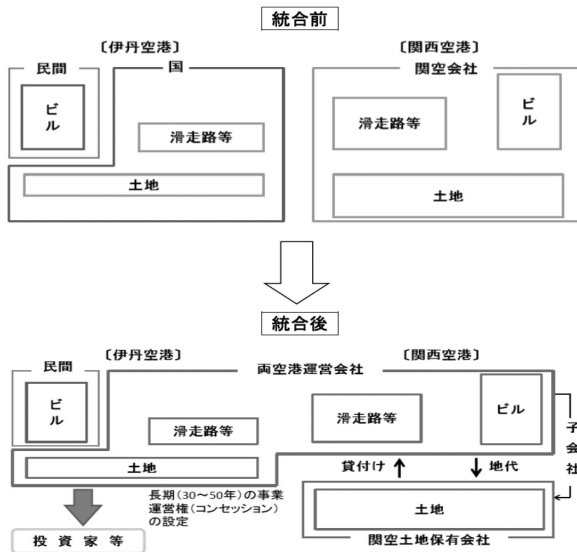 統合前
〔伊丹空港〕
〔関西空港〕
民間
国
関空会社
ビル
滑走路等
土地
滑走路等
ビル
土地
統合後
〔伊丹空港〕
〔関西空港〕
民間
両空港運営会社
ビル
滑走路等
土地
滑走路等
ビル
子会社
貸付け
地代
長期(30~50年)の事業
運営権(コンセッション)
の設定
土地
関空土地保有会社
投資家等